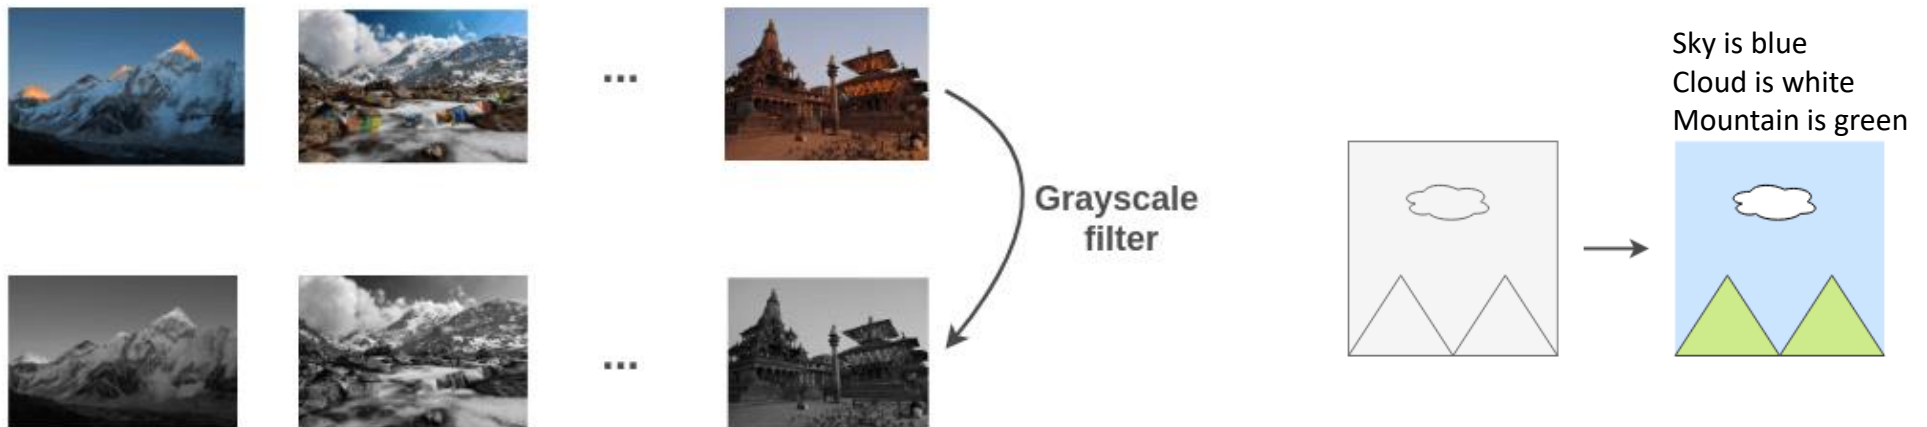 ...
Grayscale
filter
...
Sky is blue
Cloud is white
Mountain is green